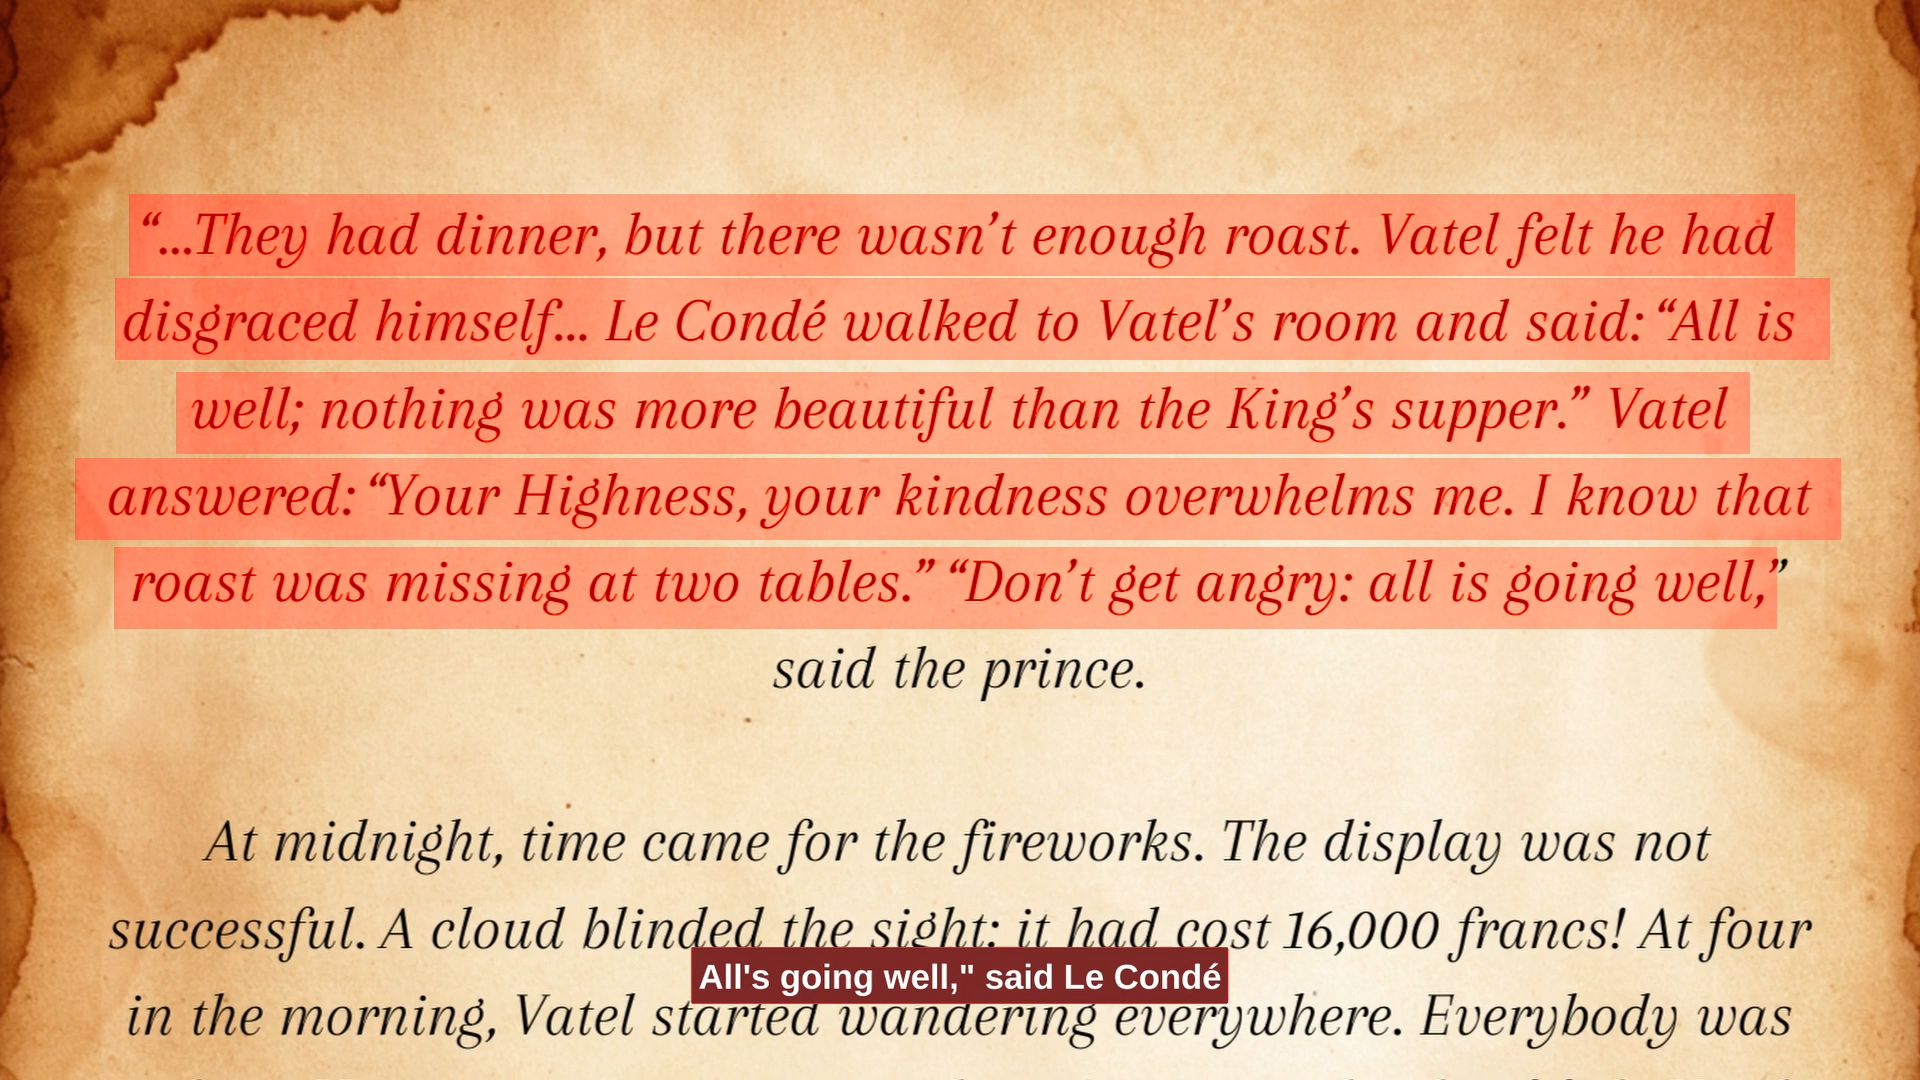 “...They had dinner, but there wasn’t enough roast. Vatel felt he had
disgraced himself... Le Condé walked to Vatel’s room and said: “All is
well; nothing was more beautiful than the King’s supper.” Vatel
answered: “Your Highness, your kindness overwhelms me. I know that
roast was missing at two tables.” “Don’t get angry: all is going well,”
said the prince.
At midnight, time came for the fireworks. The display was not
successful. A cloud blinded the sight: it had cost 16,000 francs! At four
All's going well," said Le Condé
in the morning, Vatel started wandering everywhere. Everybody was